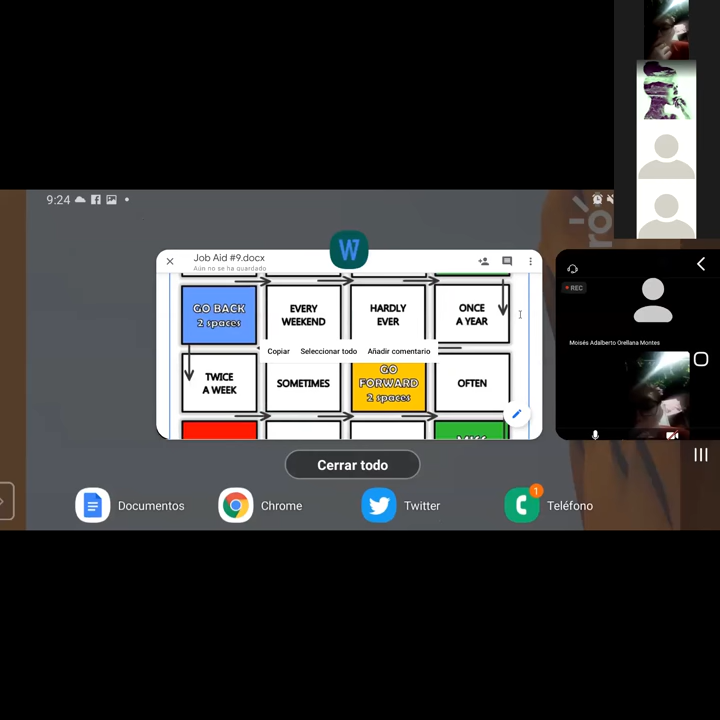 9:24
Job Aid #9.docx
Aún no se ha guardado
GO BACK
2 spaces
EVERY
WEEKEND
HARDLY
EVER
ONCE
A YEAR
Copiar
Seleccionar todo
Añadir comentario
TWICE
A WEEK
SOMETIMES
GO
FORWARD
2 spaces
OFTEN
REC
Moisés Adalberto Orellana Montes
Cerrar todo
Documentos
Chrome
Twitter
1
Teléfono